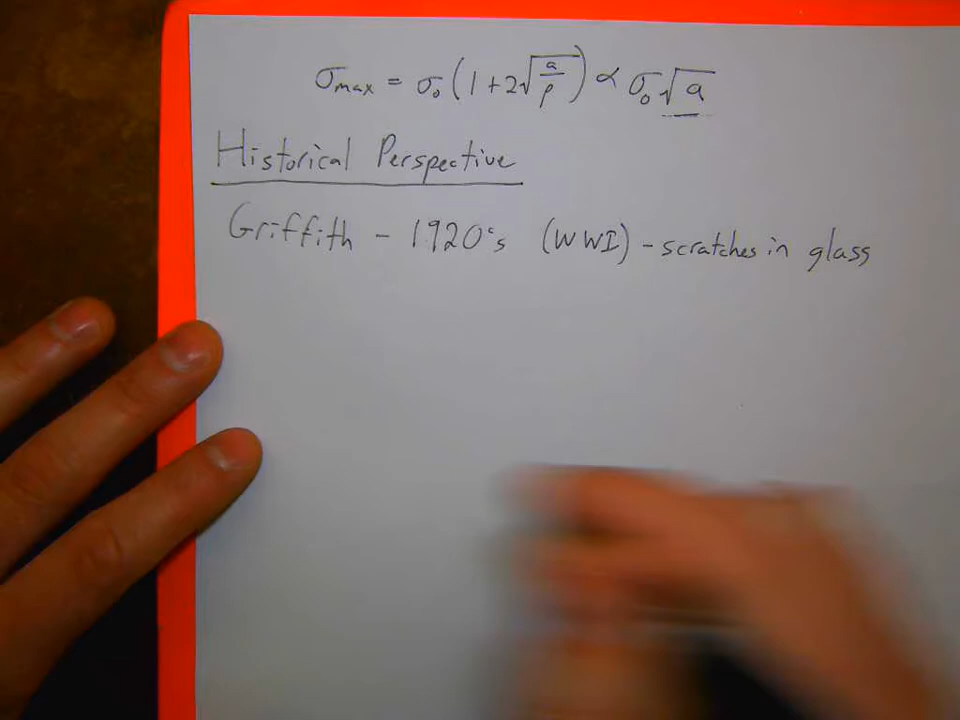 σmax = σ₀(1+2√(a/ρ)) ∝ σ₀√a
Historical Perspective
Griffith - 1920's (WWI) - scratches in glass